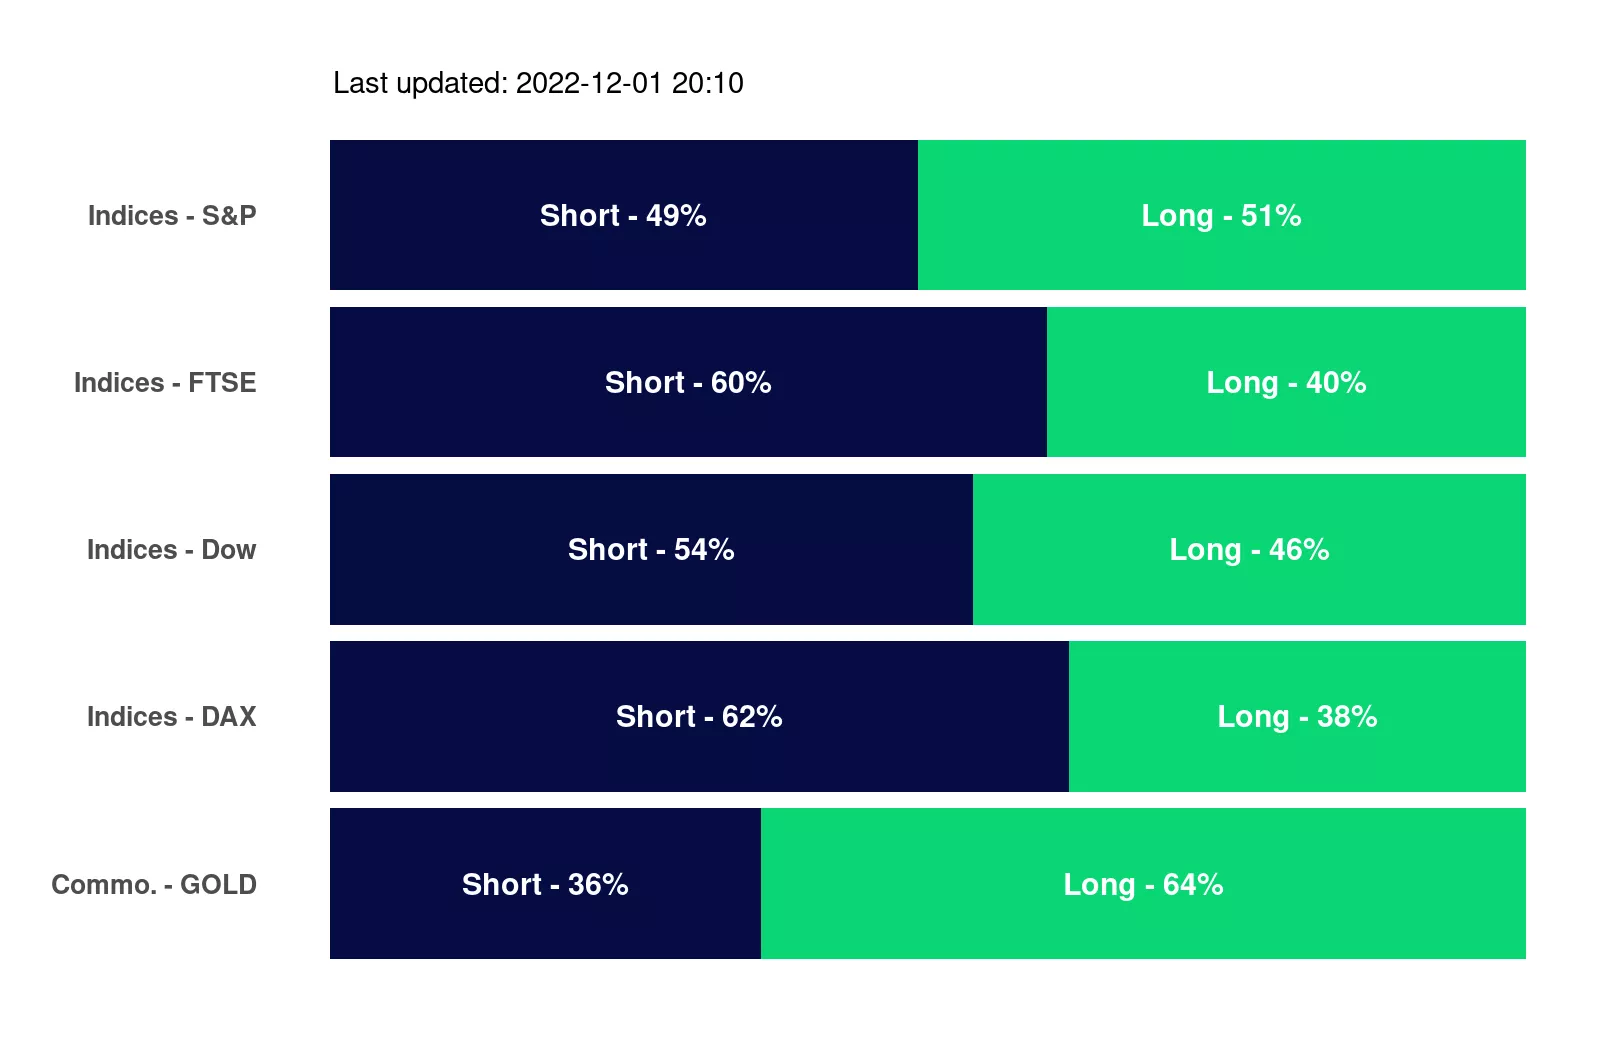 Last updated: 2022-12-01 20:10
Indices - S&P Short - 49% Long - 51%
Indices - FTSE Short - 60% Long - 40%
Indices - Dow Short - 54% Long - 46%
Indices - DAX Short - 62% Long - 38%
Commo. - GOLD Short - 36% Long - 64%